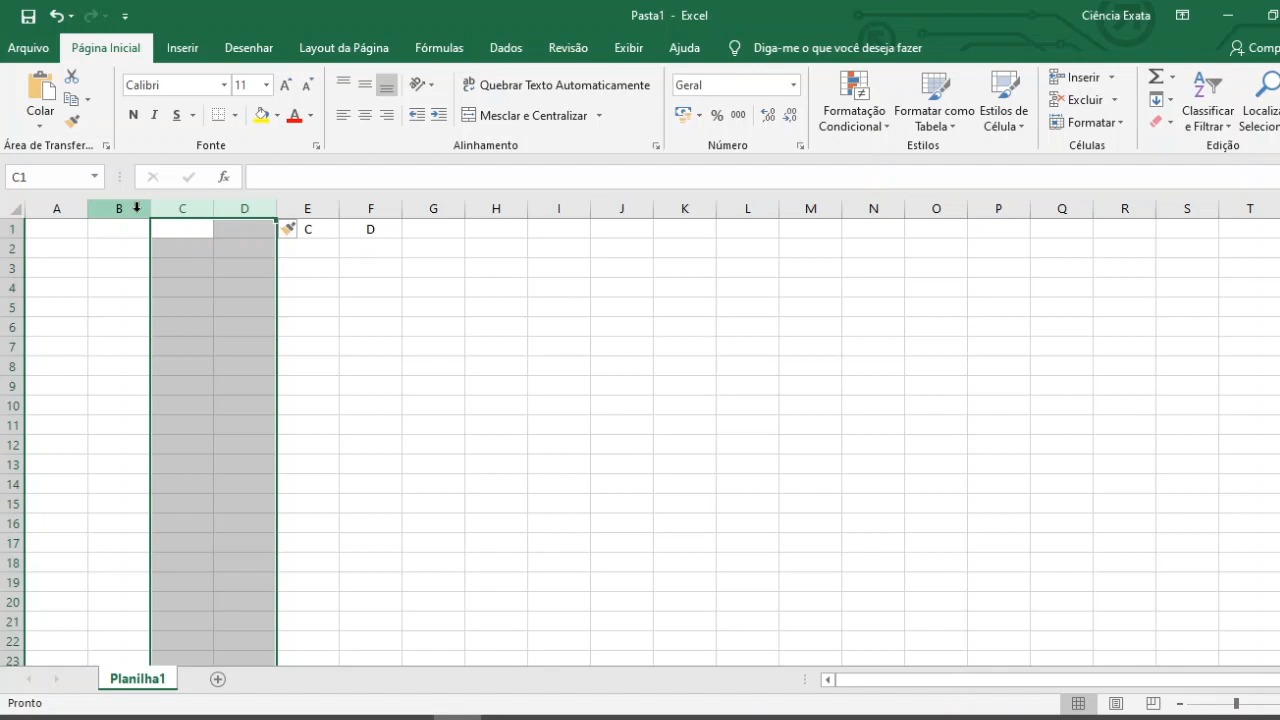 Pasta1 - Excel
Ciência Exata
Arquivo Página Inicial Inserir Desenhar Layout da Página Fórmulas Dados Revisão Exibir Ajuda Diga-me o que você deseja fazer Comp
Colar
Área de Transfer...
Calibri 11
N I S A
Fonte
Quebrar Texto Automaticamente
Mesclar e Centralizar
Alinhamento
Geral
% 000
Número
Formatação Condicional
Formatar como Tabela
Estilos de Célula
Estilos
Inserir
Excluir
Formatar
Células
Classificar e Filtrar
Localiz
Selecion
Edição
C1 fx
A B C D E F G H I J K L M N O P Q R S T
1 C D
2
3
4
5
6
7
8
9
10
11
12
13
14
15
16
17
18
19
20
21
22
23
Planilha1
Pronto